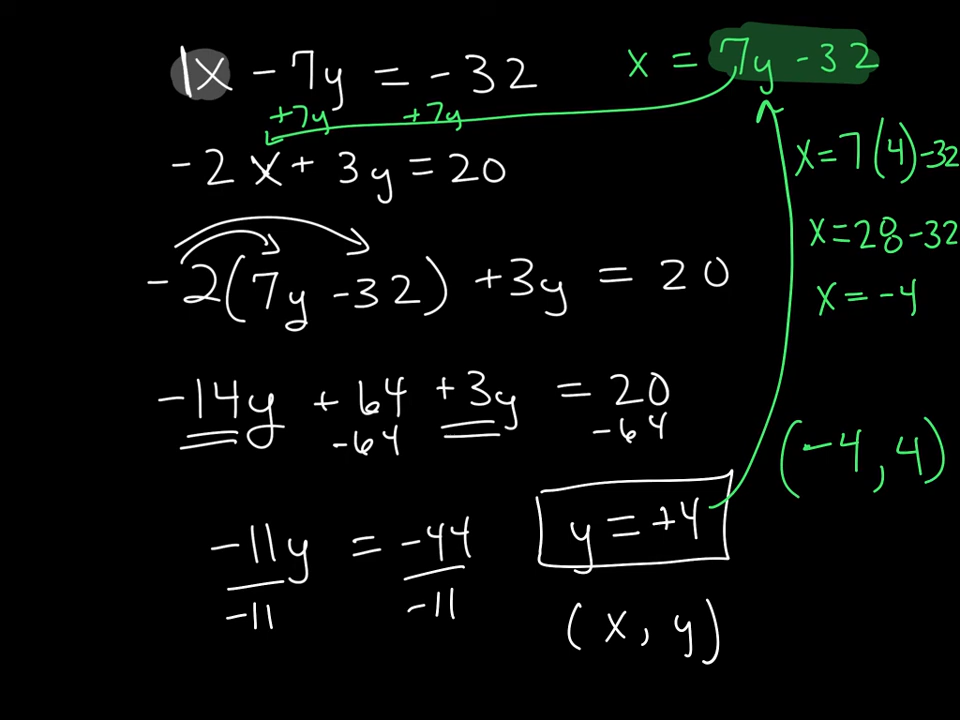 1x - 7y = -32
x = 7y - 32
+7y +7y
-2x + 3y = 20
x = 7(4) - 32
x = 28 - 32
-2(7y - 32) + 3y = 20
x = -4
-14y + 64 + 3y = 20
-64 -64
(-4, 4)
-11y = -44
-11 -11
y = +4
(x, y)